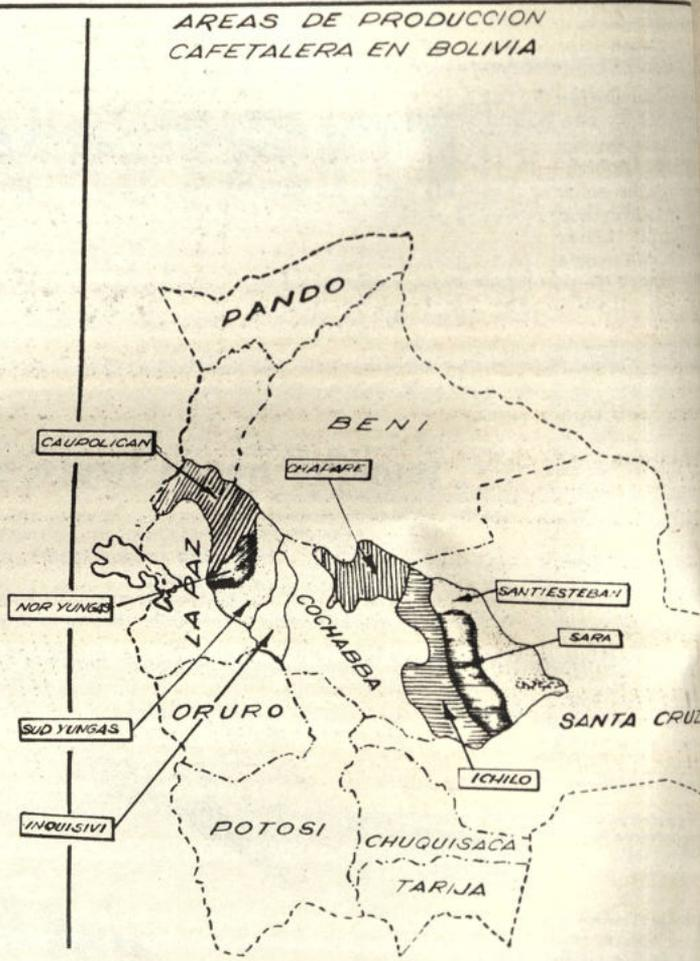 AREAS DE PRODUCCION
CAFETALERA EN BOLIVIA
PANDO
BENI
CAUPOLICAN
CHAPARE
LA PAZ
NOR YUNGAS
COCHABBA
SANTIESTEBAN
SARA
ORURO
SUD YUNGAS
SANTA CRUZ
ICHILO
INQUISIVI
POTOSI
CHUQUISACA
TARIJA